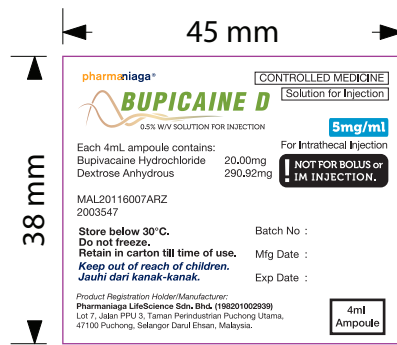 45 mm
38 mm
pharmaniaga®
CONTROLLED MEDICINE
Solution for Injection
BUPICAINE D
0.5% W/V SOLUTION FOR INJECTION
5mg/ml
For Intrathecal Injection
! NOT FOR BOLUS or
IM INJECTION.
Each 4mL ampoule contains:
Bupivacaine Hydrochloride 20.00mg
Dextrose Anhydrous 290.92mg
MAL20116007ARZ
2003547
Store below 30°C.
Do not freeze.
Retain in carton till time of use.
Keep out of reach of children.
Jauhi dari kanak-kanak.
Batch No :
Mfg Date :
Exp Date :
Product Registration Holder/Manufacturer:
Pharmaniaga LifeScience Sdn. Bhd. (198201002939)
Lot 7, Jalan PPU 3, Taman Perindustrian Puchong Utama,
47100 Puchong, Selangor Darul Ehsan, Malaysia.
4ml
Ampoule